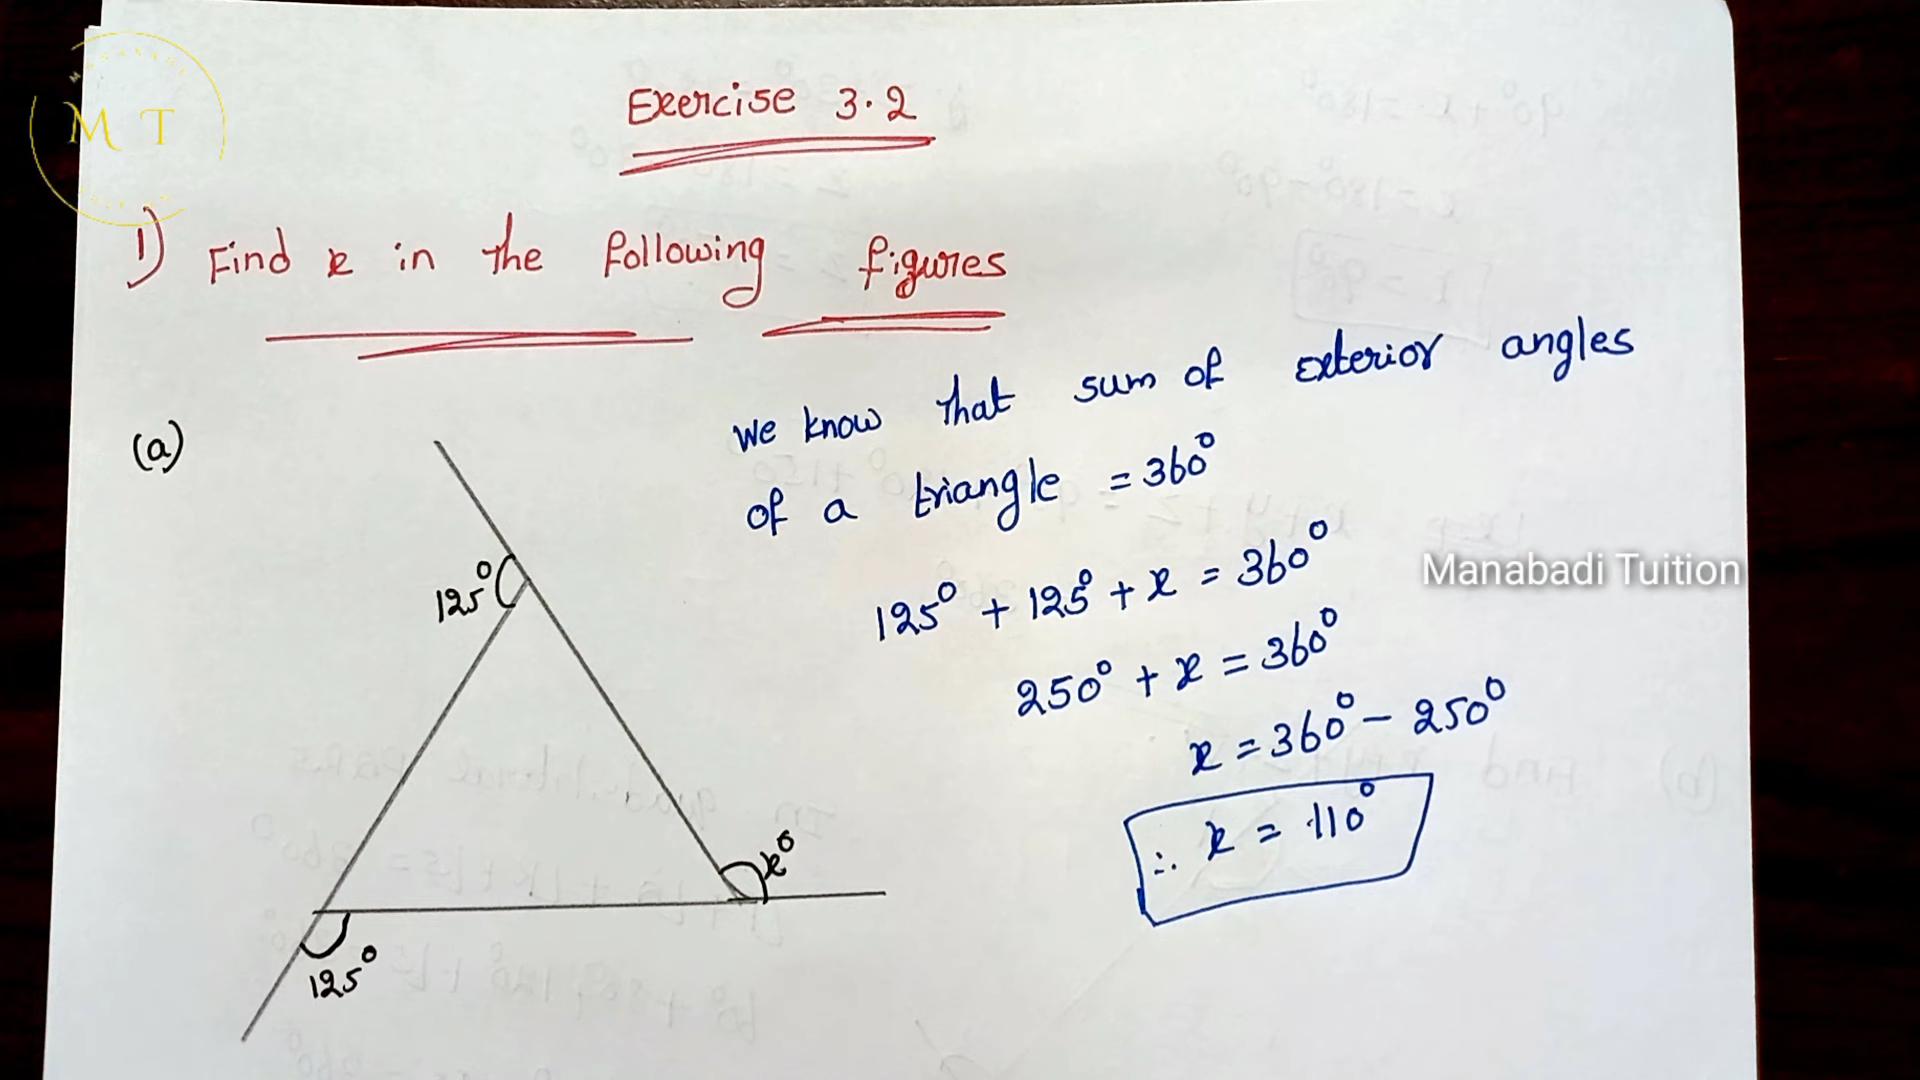 M T
Exercise 3.2
1) Find x in the following figures
(a)
we know that sum of exterior angles
of a triangle = 360°
125° + 125° + x = 360°
250° + x = 360°
x = 360° - 250°
∴ x = 110°
125°
x°
125°
Manabadi Tuition